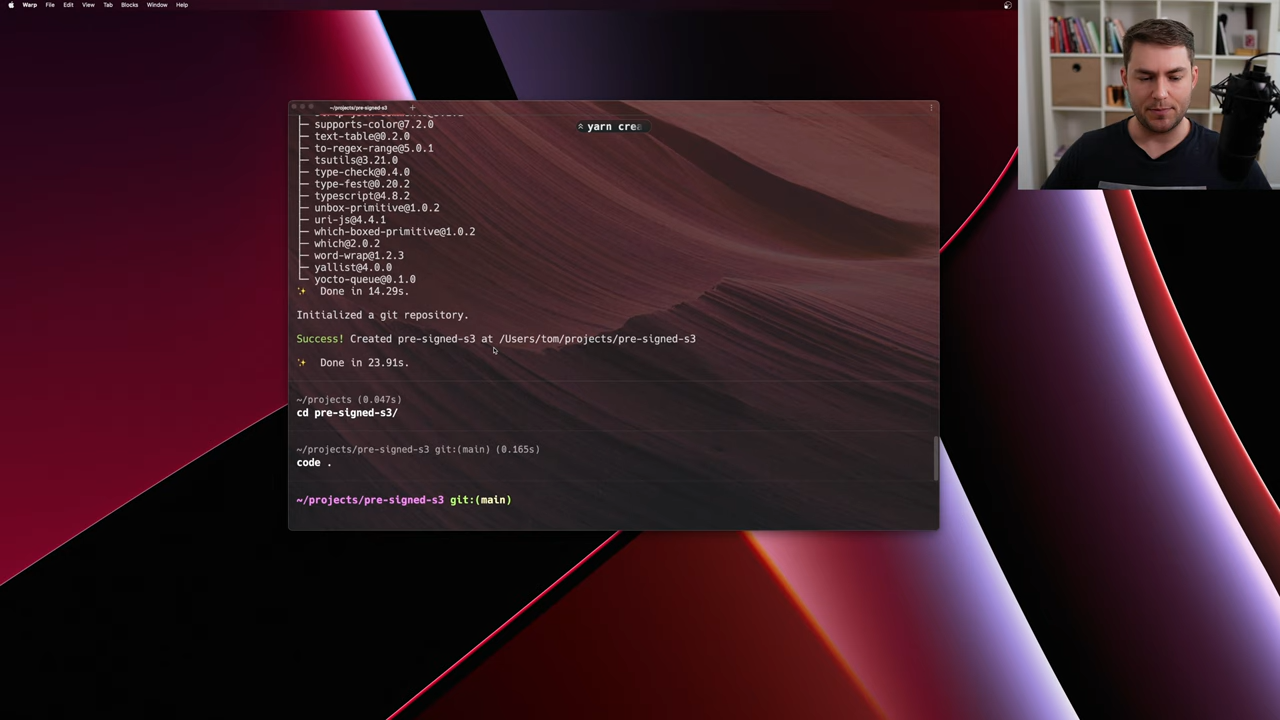 Warp File Edit View Tab Blocks Window Help
~/projects/pre-signed-s3
yarn crea
├─ supports-color@7.2.0
├─ text-table@0.2.0
├─ to-regex-range@5.0.1
├─ tsutils@3.21.0
├─ type-check@0.4.0
├─ type-fest@0.20.2
├─ typescript@4.8.2
├─ unbox-primitive@1.0.2
├─ uri-js@4.4.1
├─ which-boxed-primitive@1.0.2
├─ which@2.0.2
├─ word-wrap@1.2.3
├─ yallist@4.0.0
└─ yocto-queue@0.1.0
✨ Done in 14.29s.
Initialized a git repository.
Success! Created pre-signed-s3 at /Users/tom/projects/pre-signed-s3
✨ Done in 23.91s.
~/projects (0.047s)
cd pre-signed-s3/
~/projects/pre-signed-s3 git:(main) (0.165s)
code .
~/projects/pre-signed-s3 git:(main)